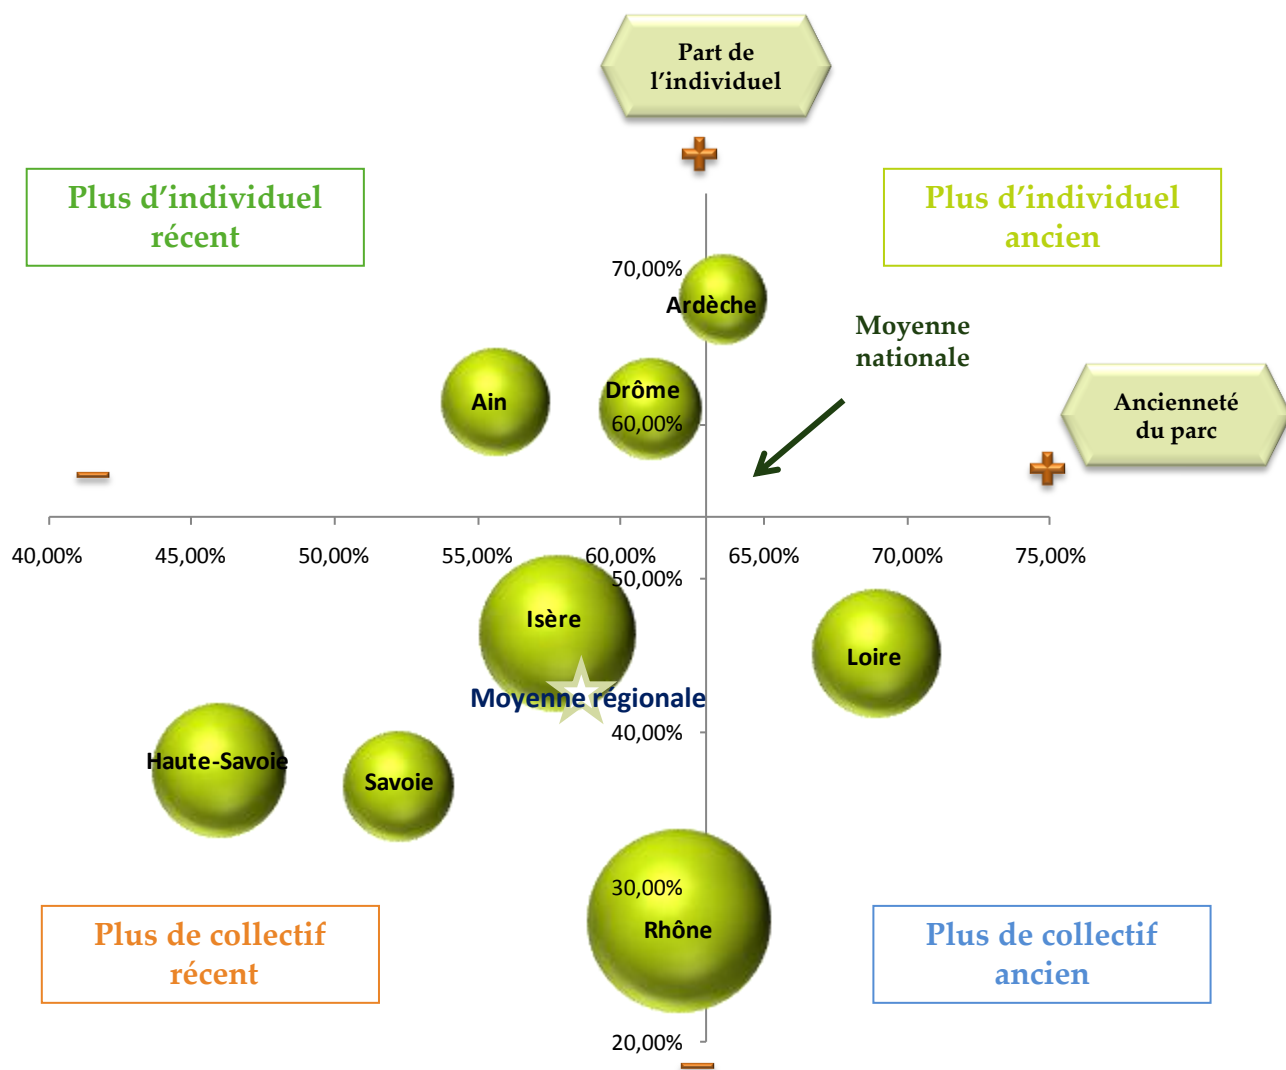 Part de
l’individuel
Plus d’individuel
récent
Plus d’individuel
ancien
70,00%
Ardèche
Moyenne
nationale
Ain
Drôme
60,00%
Ancienneté
du parc
40,00% 45,00% 50,00% 55,00% 60,00% 65,00% 70,00% 75,00%
50,00%
Isère
Loire
Moyenne régionale
40,00%
Haute-Savoie
Savoie
30,00%
Rhône
Plus de collectif
récent
Plus de collectif
ancien
20,00%